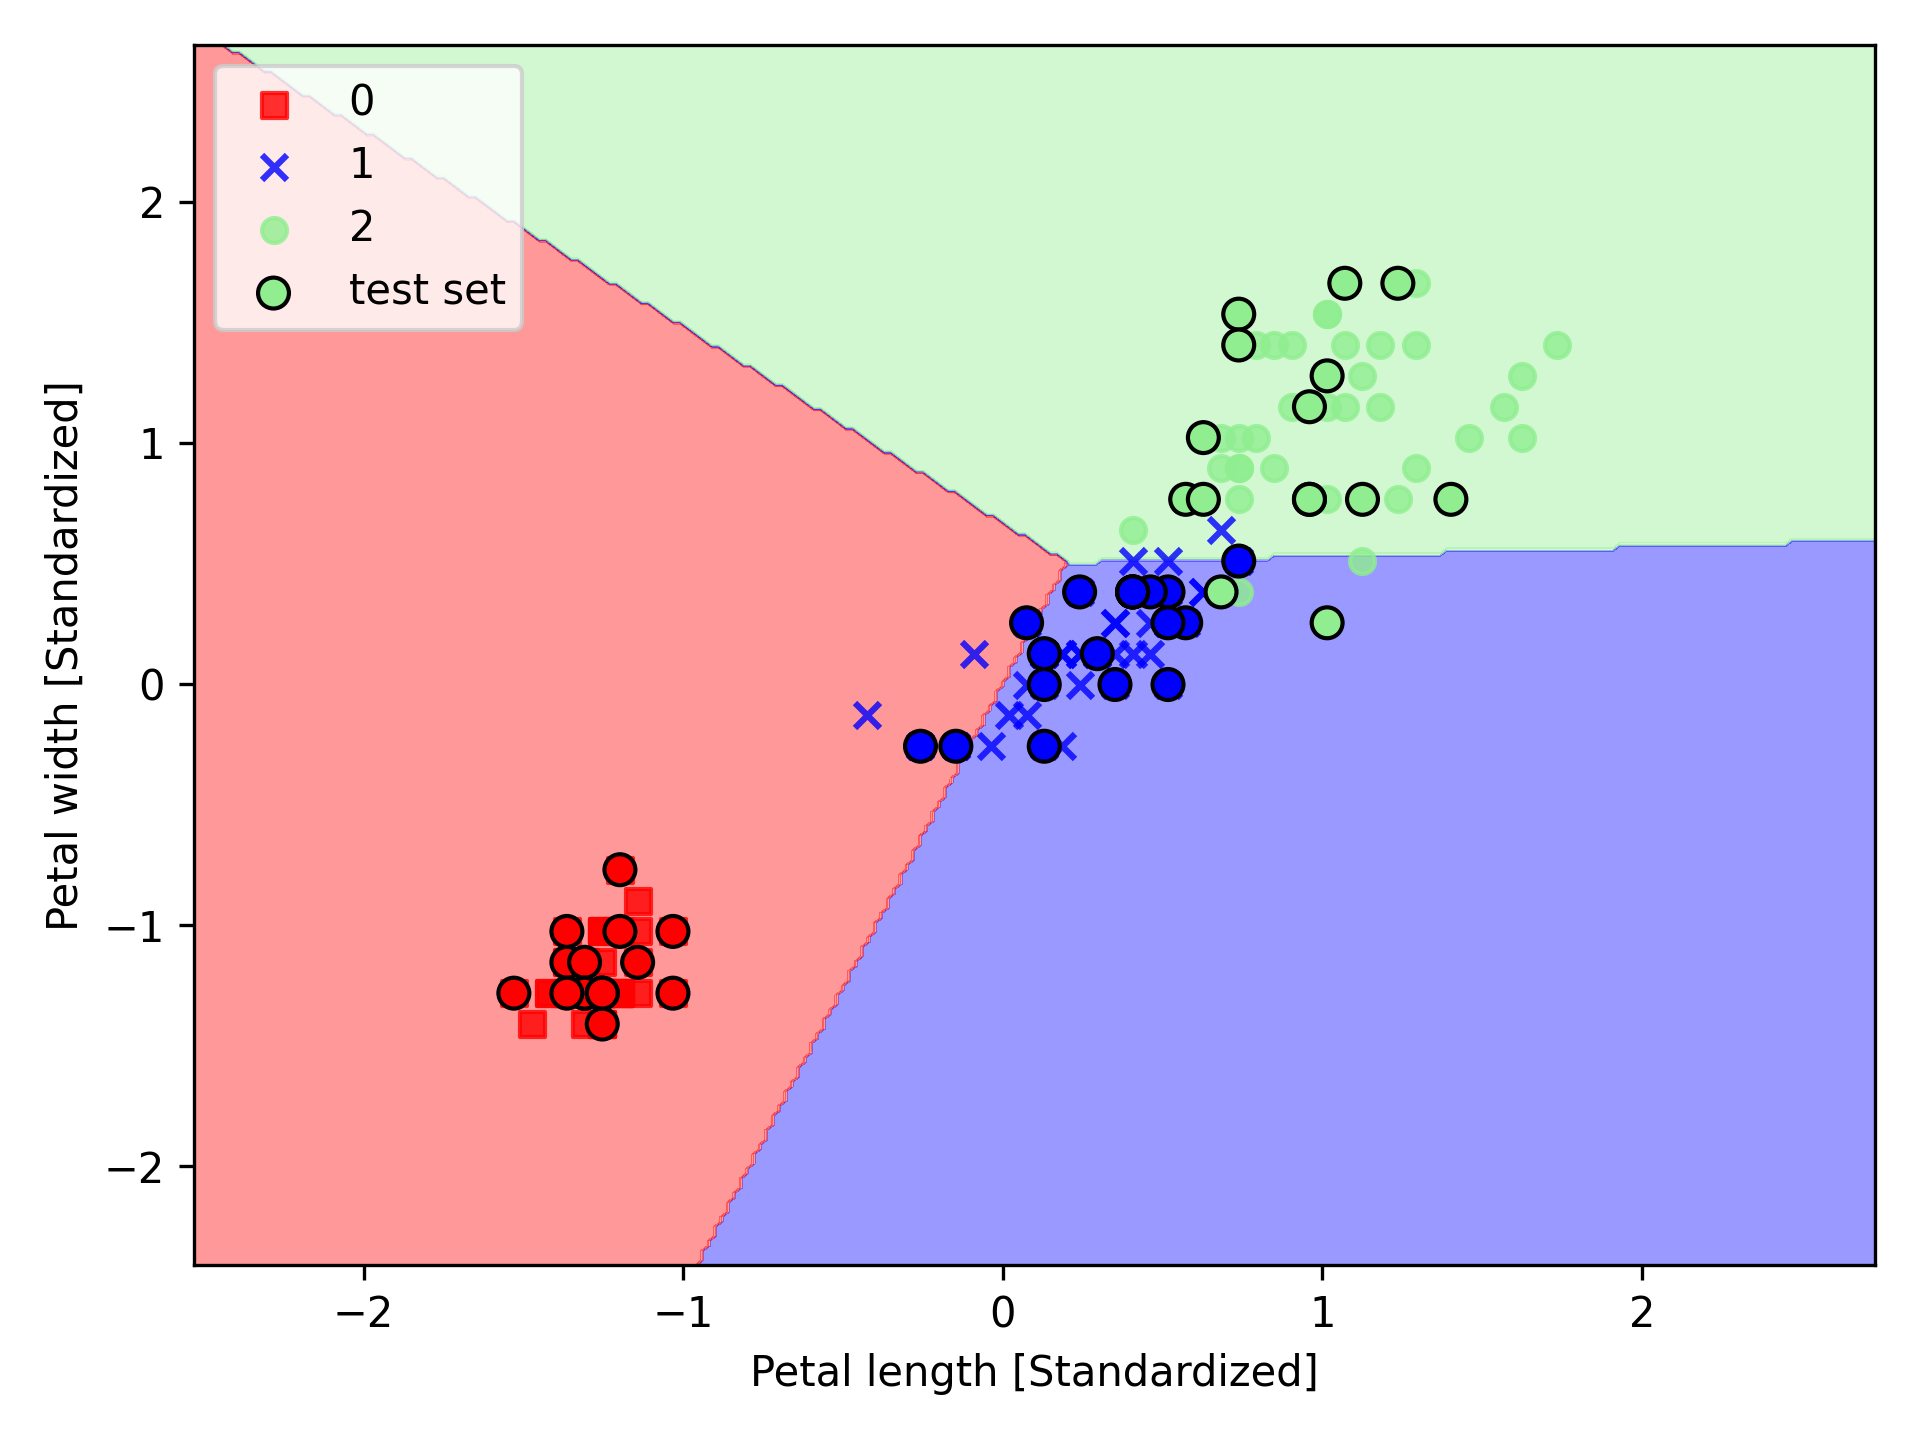 0
1
2
test set
2
1
0
−1
−2
Petal width [Standardized]
−2 −1 0 1 2
Petal length [Standardized]